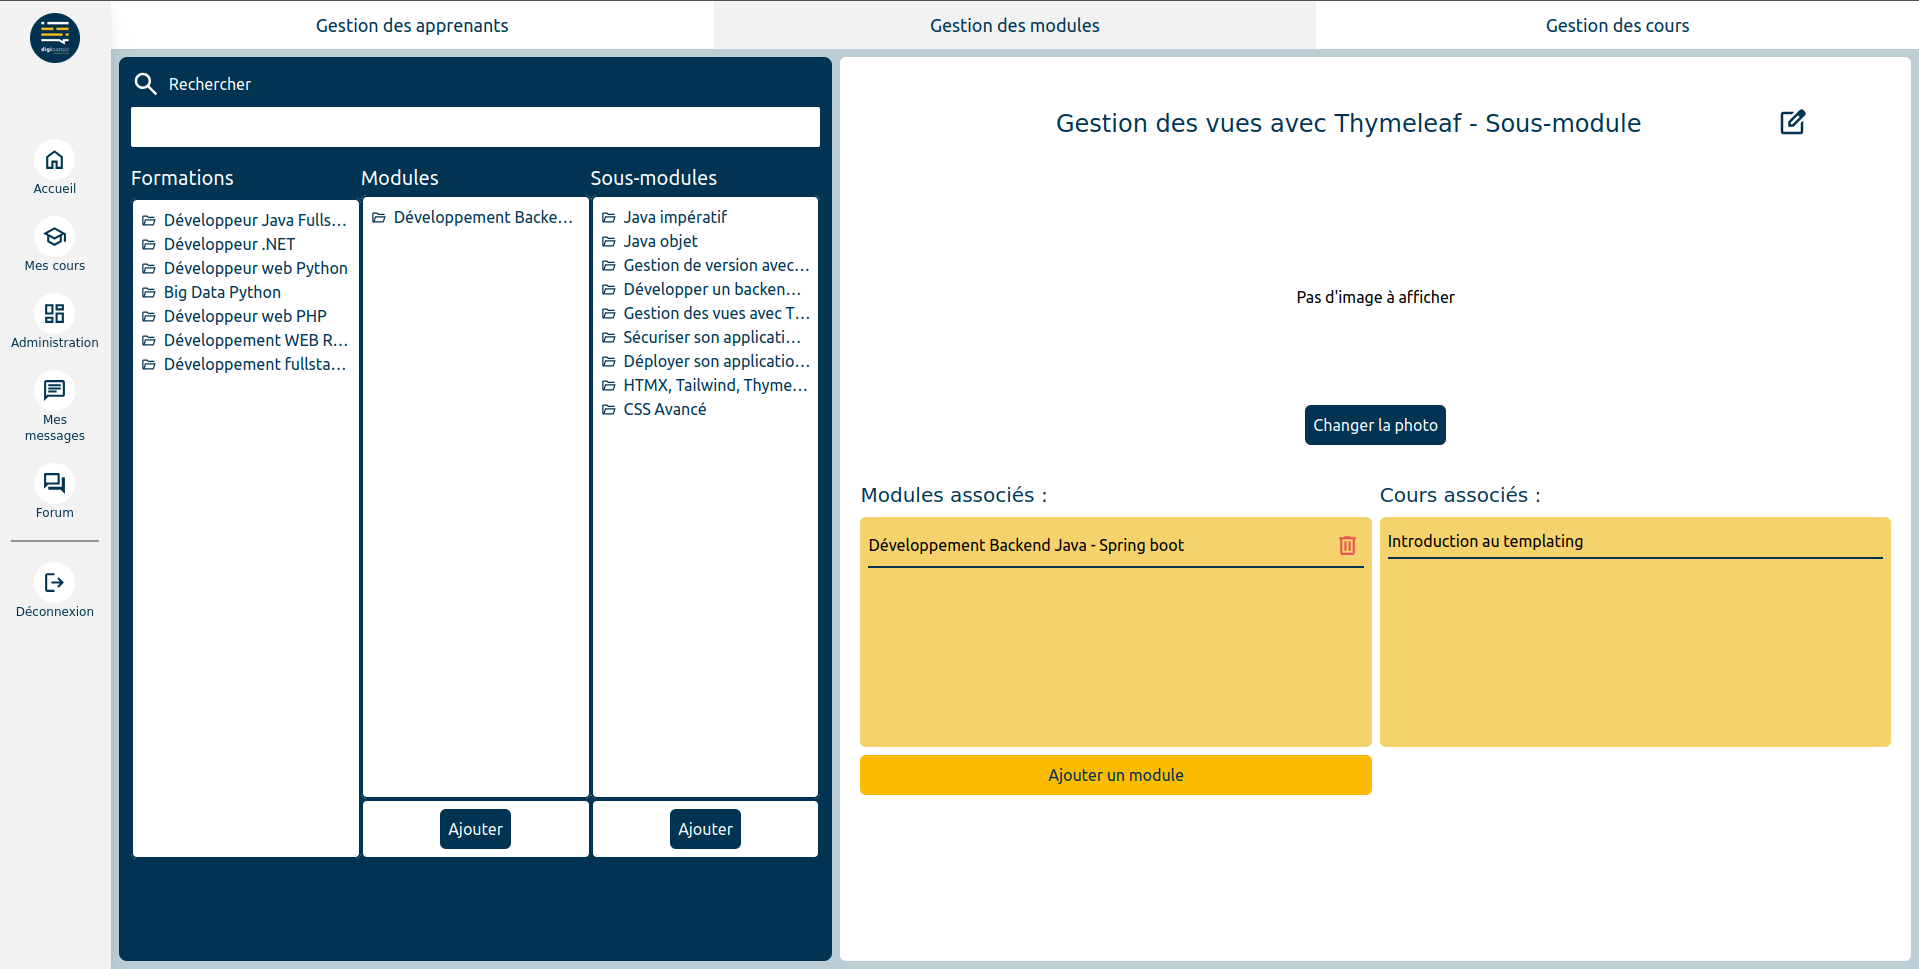 Gestion des apprenants
Gestion des modules
Gestion des cours
diginamic
Accueil
Mes cours
Administration
Mes
messages
Forum
Déconnexion
Rechercher
Formations
Développeur Java Fulls...
Développeur .NET
Développeur web Python
Big Data Python
Développeur web PHP
Développement WEB R...
Développement fullsta...
Modules
Développement Backe...
Ajouter
Sous-modules
Java impératif
Java objet
Gestion de version avec...
Développer un backen...
Gestion des vues avec T...
Sécuriser son applicati...
Déployer son applicatio...
HTMX, Tailwind, Thyme...
CSS Avancé
Ajouter
Gestion des vues avec Thymeleaf - Sous-module
Pas d'image à afficher
Changer la photo
Modules associés :
Développement Backend Java - Spring boot
Ajouter un module
Cours associés :
Introduction au templating